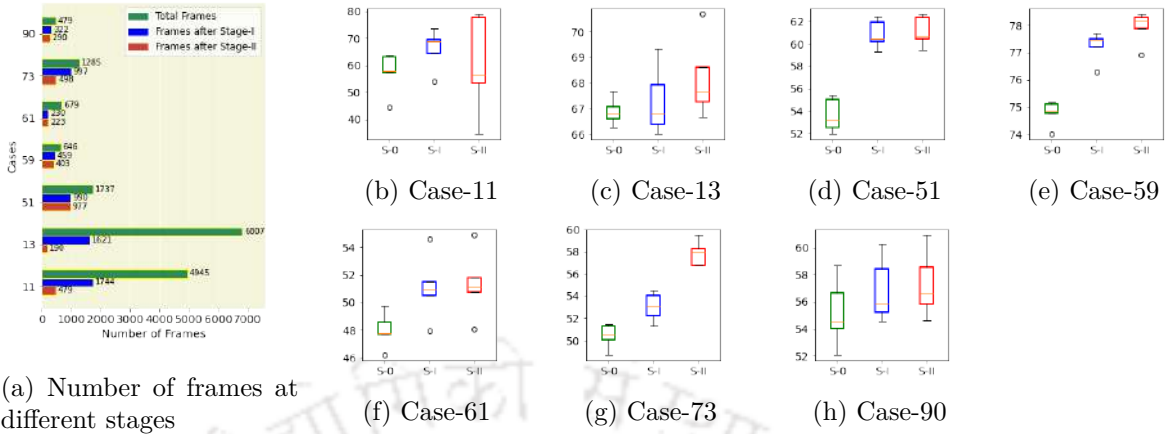 Total Frames
Frames after Stage-I
Frames after Stage-II
90
479
322
290
73
1285
997
498
61
679
230
223
59
646
459
403
51
1737
990
977
13
6807
1621
190
11
4945
1744
479
Cases
0 1000 2000 3000 4000 5000 6000 7000
Number of Frames
(a) Number of frames at
different stages
80
70
60
50
40
S-0 S-I S-II
(b) Case-11
70
69
68
67
66
S-0 S-I S-II
(c) Case-13
62
60
58
56
54
52
S-0 S-I S-II
(d) Case-51
78
77
76
75
74
S-0 S-I S-II
(e) Case-59
54
52
50
48
46
S-0 S-I S-II
(f) Case-61
60
58
56
54
52
50
S-0 S-I S-II
(g) Case-73
60
58
56
54
52
S-0 S-I S-II
(h) Case-90